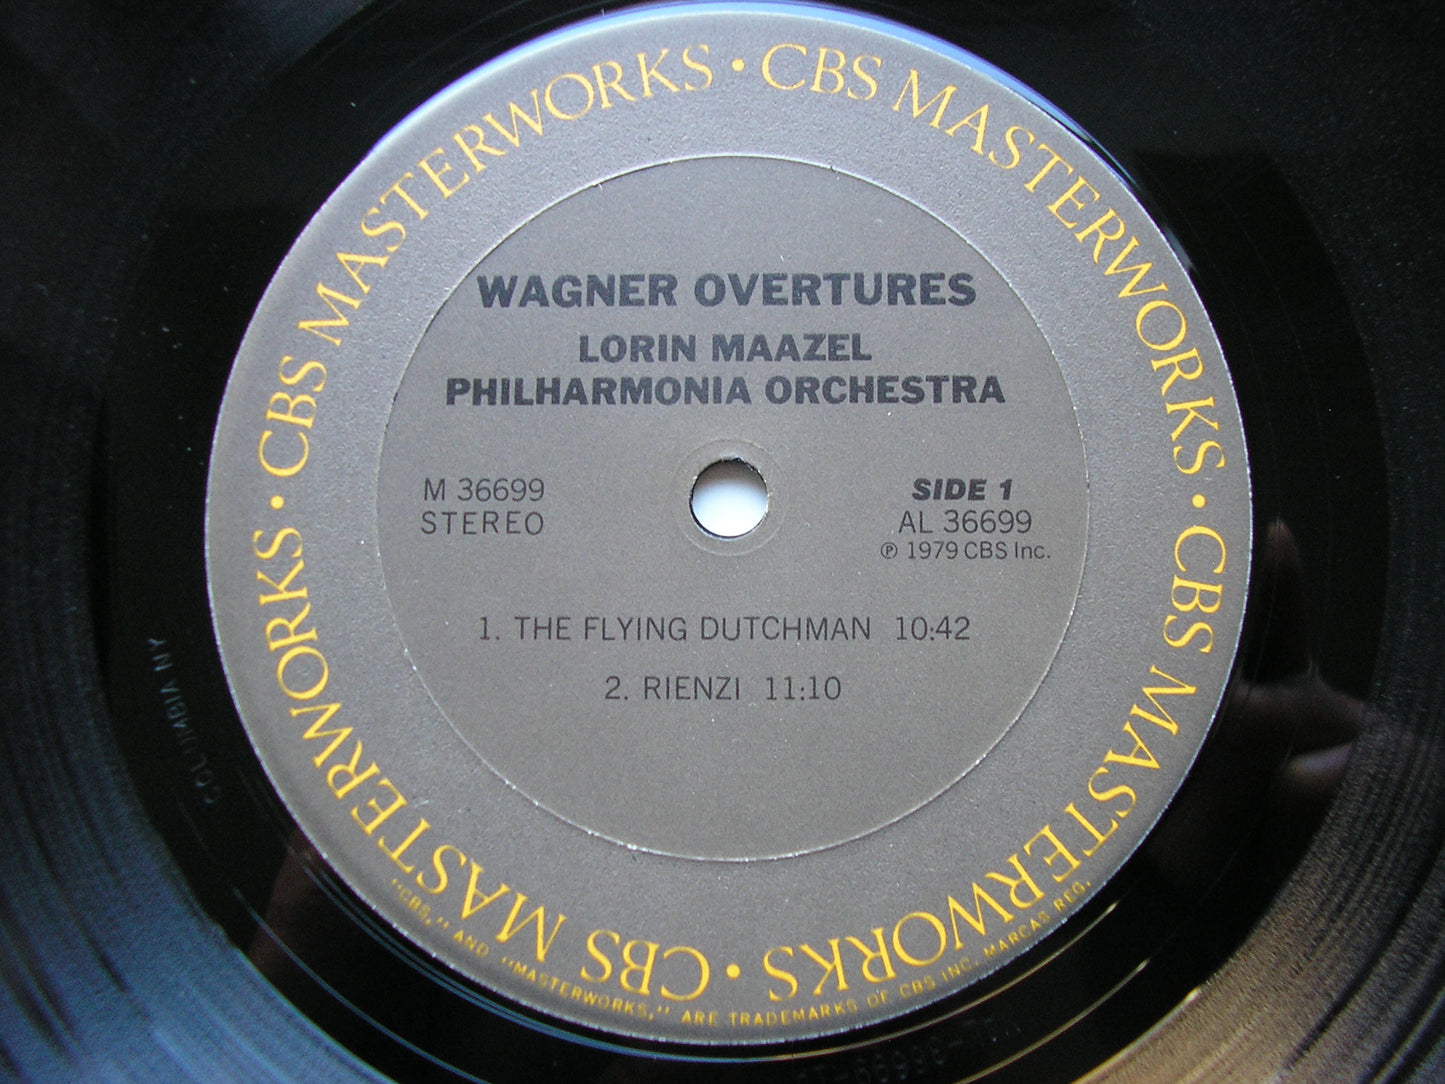 CBS MASTERWORKS · CBS MASTERWORKS · CBS MASTERWORKS · CBS MASTERWORKS ·
WAGNER OVERTURES
LORIN MAAZEL
PHILHARMONIA ORCHESTRA
M 36699
STEREO
SIDE 1
AL 36699
℗ 1979 CBS Inc.
1. THE FLYING DUTCHMAN 10:42
2. RIENZI 11:10
"CBS," AND "MASTERWORKS," ARE TRADEMARKS OF CBS INC. MARCAS REG.
COLUMBIA NY